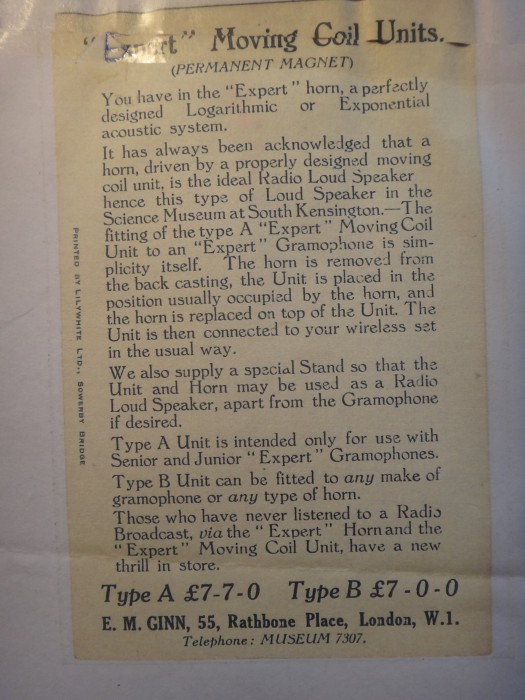 "Expert" Moving Coil Units.
(PERMANENT MAGNET)
You have in the "Expert" horn, a perfectly
designed Logarithmic or Exponential
acoustic system.
It has always been acknowledged that a
horn, driven by a properly designed moving
coil unit, is the ideal Radio Loud Speaker
hence this type of Loud Speaker in the
Science Museum at South Kensington.—The
fitting of the type A "Expert" Moving Coil
Unit to an "Expert" Gramophone is sim-
plicity itself. The horn is removed from
the back casting, the Unit is placed in the
position usually occupied by the horn, and
the horn is replaced on top of the Unit. The
Unit is then connected to your wireless set
in the usual way.
We also supply a special Stand so that the
Unit and Horn may be used as a Radio
Loud Speaker, apart from the Gramophone
if desired.
Type A Unit is intended only for use with
Senior and Junior "Expert" Gramophones.
Type B Unit can be fitted to any make of
gramophone or any type of horn.
Those who have never listened to a Radio
Broadcast, via the "Expert" Horn and the
"Expert" Moving Coil Unit, have a new
thrill in store.
Type A £7-7-0 Type B £7-0-0
E. M. GINN, 55, Rathbone Place, London, W.1.
Telephone: MUSEUM 7307.
PRINTED BY LILTWHITE LTD., SOWERBY BRIDGE